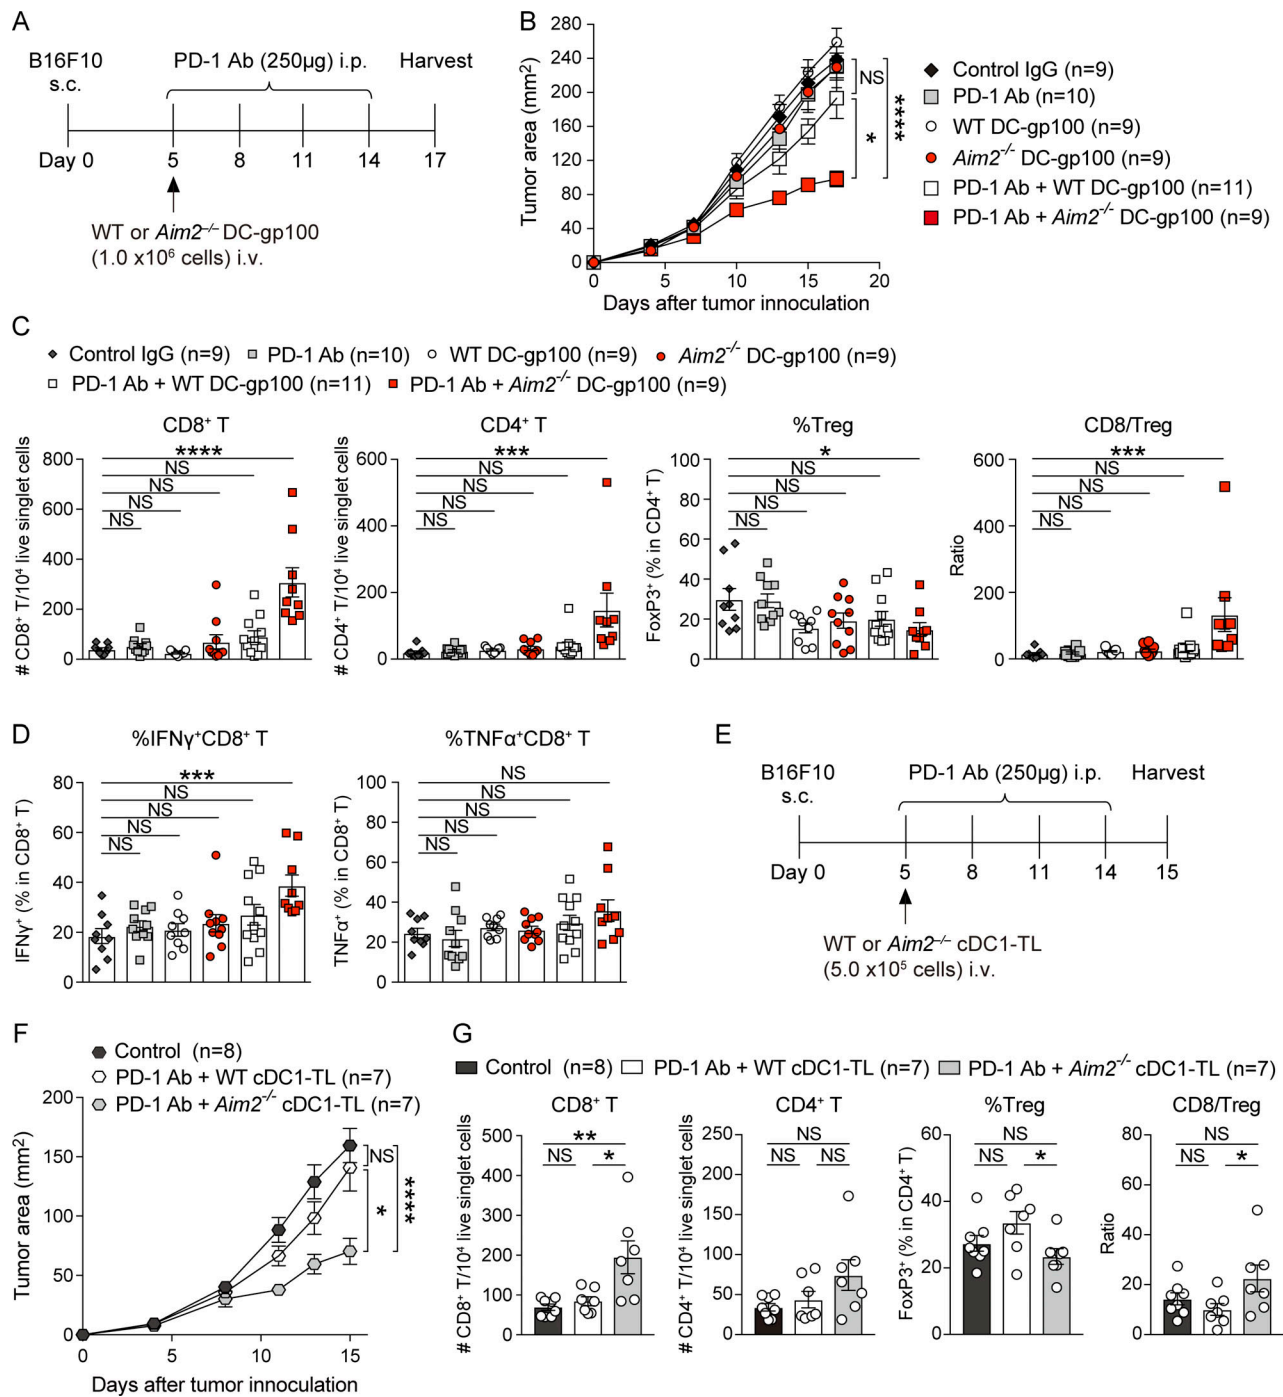 A
B16F10
s.c.
PD-1 Ab (250µg) i.p.
Harvest
Day 0
5
8
11
14
17
WT or Aim2⁻/⁻ DC-gp100
(1.0 x10⁶ cells) i.v.
B
Tumor area (mm²)
280
240
200
160
120
80
40
0
0
5
10
15
20
Days after tumor innoculation
NS
*
****
Control IgG (n=9)
PD-1 Ab (n=10)
WT DC-gp100 (n=9)
Aim2⁻/⁻ DC-gp100 (n=9)
PD-1 Ab + WT DC-gp100 (n=11)
PD-1 Ab + Aim2⁻/⁻ DC-gp100 (n=9)
C
Control IgG (n=9) PD-1 Ab (n=10) WT DC-gp100 (n=9) Aim2⁻/⁻ DC-gp100 (n=9)
PD-1 Ab + WT DC-gp100 (n=11) PD-1 Ab + Aim2⁻/⁻ DC-gp100 (n=9)
CD8⁺ T
# CD8⁺ T/10⁴ live singlet cells
800
600
400
200
0
****
NS
NS
NS
NS
CD4⁺ T
# CD4⁺ T/10⁴ live singlet cells
600
400
200
0
***
NS
NS
NS
NS
%Treg
FoxP3⁺ (% in CD4⁺ T)
100
80
60
40
20
0
*
NS
NS
NS
NS
CD8/Treg
Ratio
600
400
200
0
***
NS
NS
NS
NS
D
%IFNγ⁺CD8⁺ T
IFNγ⁺ (% in CD8⁺ T)
80
60
40
20
0
***
NS
NS
NS
NS
%TNFα⁺CD8⁺ T
TNFα⁺ (% in CD8⁺ T)
100
80
60
40
20
0
NS
NS
NS
NS
NS
E
B16F10
s.c.
PD-1 Ab (250µg) i.p.
Harvest
Day 0
5
8
11
14
15
WT or Aim2⁻/⁻ cDC1-TL
(5.0 x10⁵ cells) i.v.
F
Control (n=8)
PD-1 Ab + WT cDC1-TL (n=7)
PD-1 Ab + Aim2⁻/⁻ cDC1-TL (n=7)
Tumor area (mm²)
200
150
100
50
0
0
5
10
15
Days after tumor innoculation
NS
*
****
G
Control (n=8) PD-1 Ab + WT cDC1-TL (n=7) PD-1 Ab + Aim2⁻/⁻ cDC1-TL (n=7)
CD8⁺ T
# CD8⁺ T/10⁴ live singlet cells
500
400
300
200
100
0
**
NS
*
CD4⁺ T
# CD4⁺ T/10⁴ live singlet cells
250
200
150
100
50
0
NS
NS
NS
%Treg
FoxP3⁺ (% in CD4⁺ T)
60
40
20
0
NS
NS
*
CD8/Treg
Ratio
80
60
40
20
0
NS
NS
*